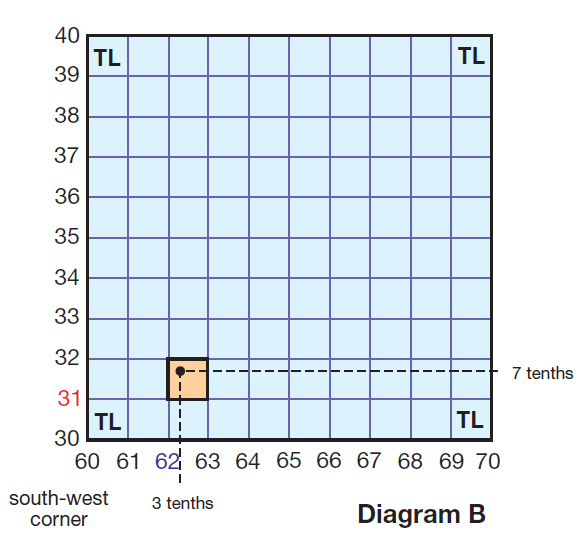 40
TL TL
39
38
37
36
35
34
33
32
7 tenths
31
TL TL
30
60 61 62 63 64 65 66 67 68 69 70
south-west
corner
3 tenths
Diagram B